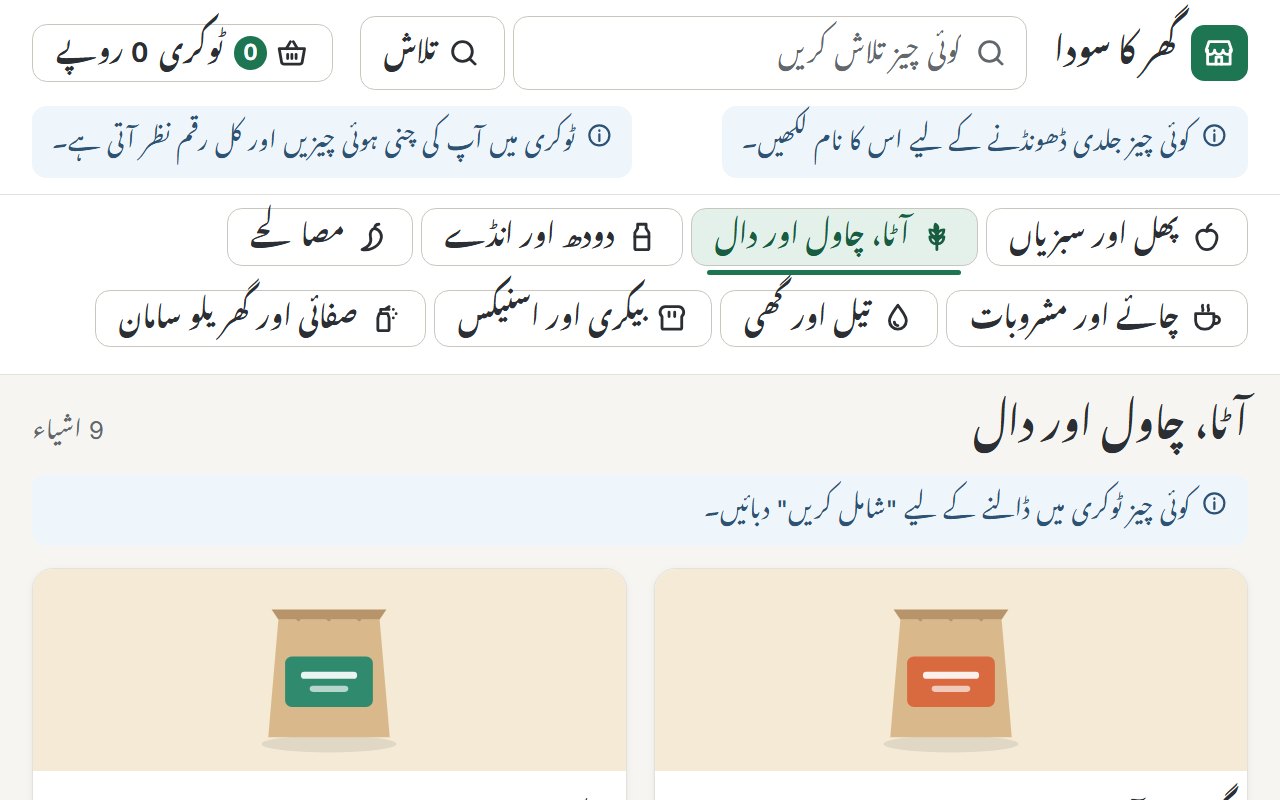 گھر کا سودا
کوئی چیز تلاش کریں
تلاش
0 ٹوکری 0 روپے
کوئی چیز جلدی ڈھونڈنے کے لیے اس کا نام لکھیں۔
ٹوکری میں آپ کی چنی ہوئی چیزیں اور کل رقم نظر آتی ہے۔
پھل اور سبزیاں
آٹا، چاول اور دال
دودھ اور انڈے
مصالحے
چائے اور مشروبات
تیل اور گھی
بیکری اور اسنیکس
صفائی اور گھریلو سامان
آٹا، چاول اور دال
9 اشیاء
کوئی چیز ٹوکری میں ڈالنے کے لیے "شامل کریں" دبائیں۔